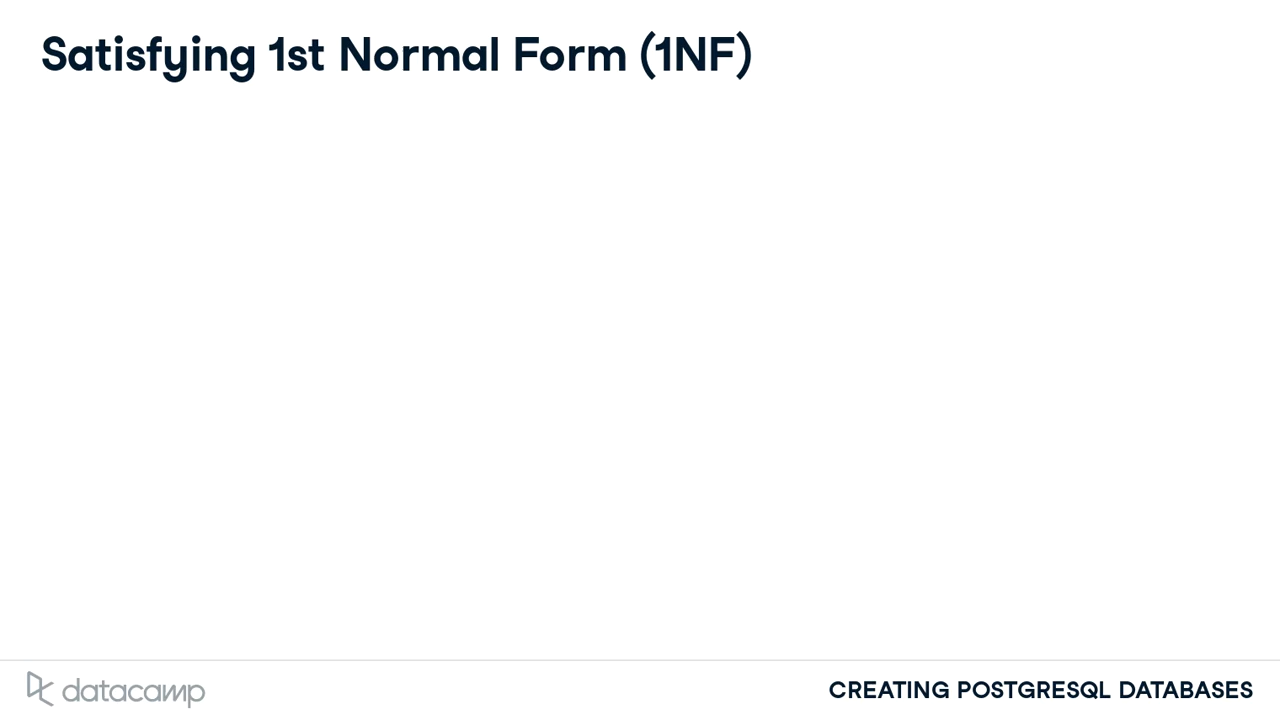 Satisfying 1st Normal Form (1NF)
datacamp
CREATING POSTGRESQL DATABASES